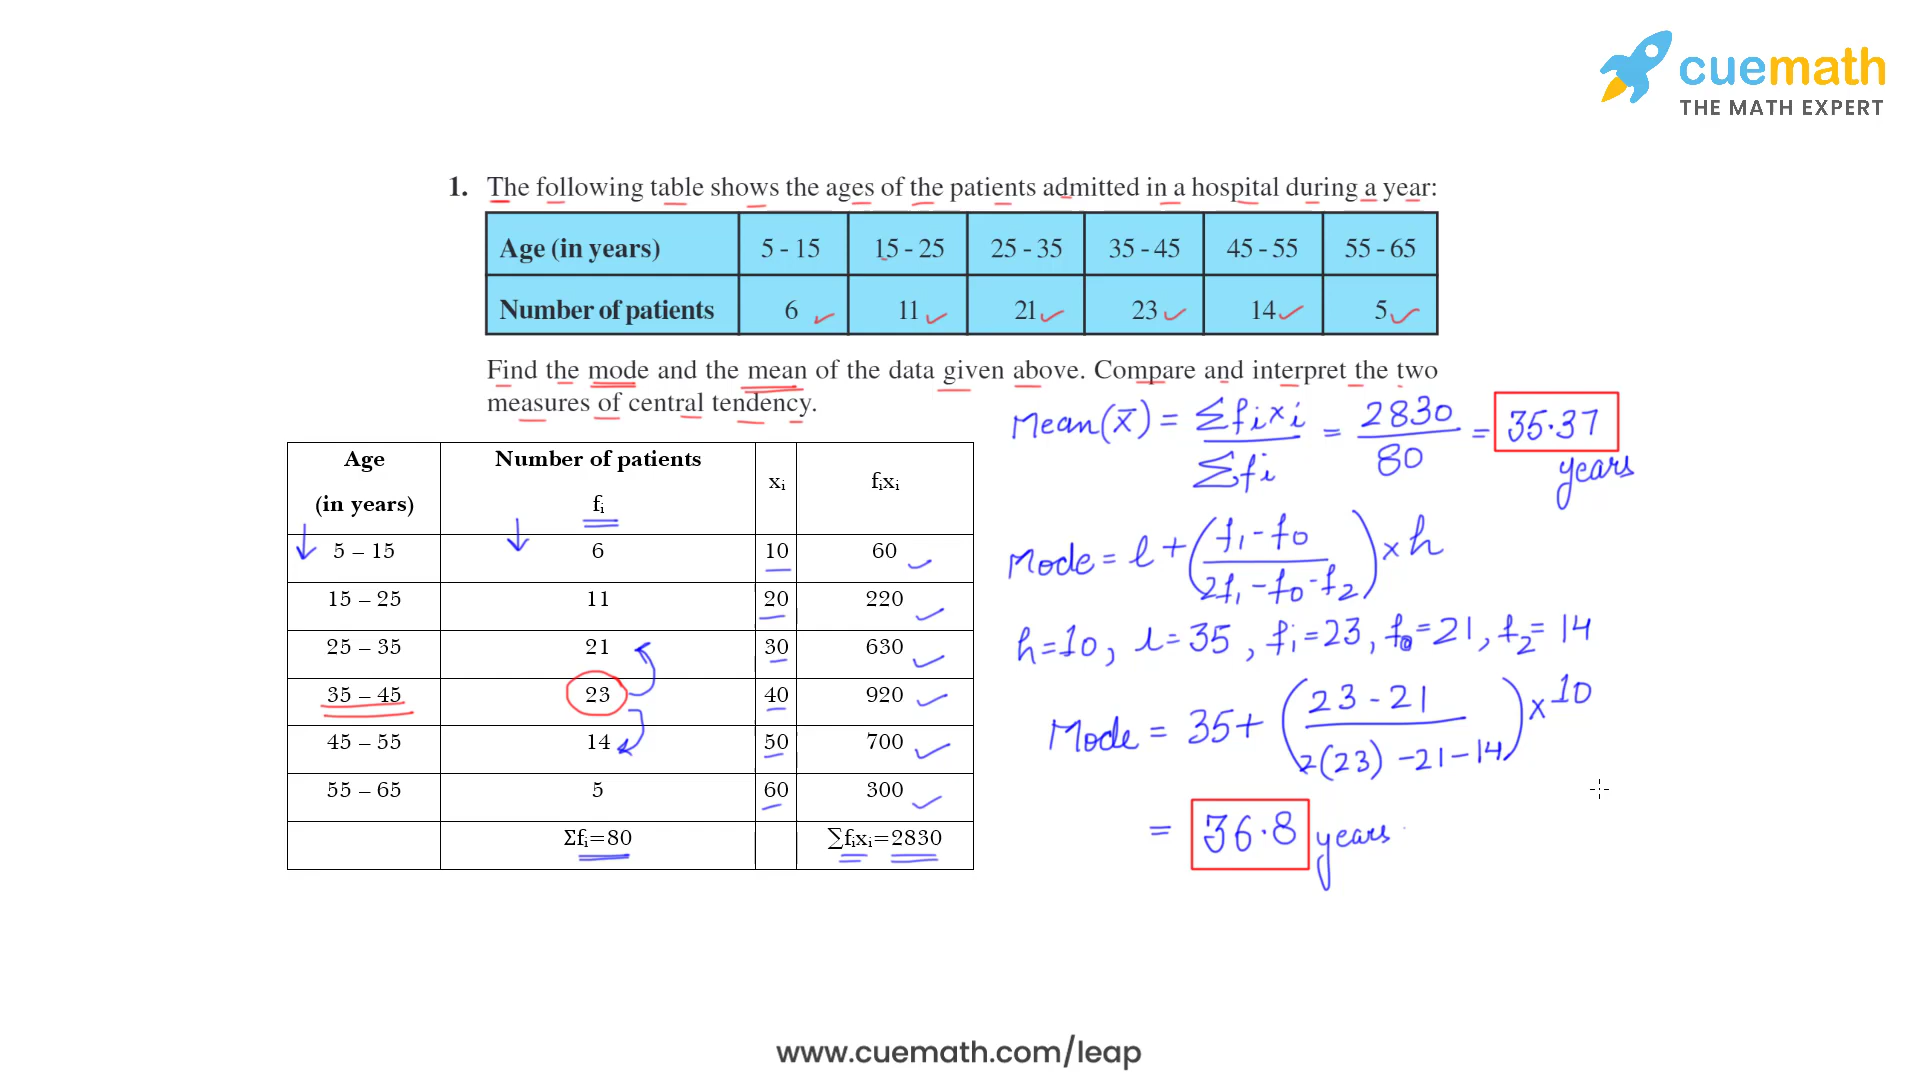 cuemath
THE MATH EXPERT
1. The following table shows the ages of the patients admitted in a hospital during a year:
Age (in years) 5 - 15 15 - 25 25 - 35 35 - 45 45 - 55 55 - 65
Number of patients 6 11 21 23 14 5
Find the mode and the mean of the data given above. Compare and interpret the two
measures of central tendency.
Age (in years) Number of patients fᵢ xᵢ fᵢxᵢ
5 – 15 6 10 60
15 – 25 11 20 220
25 – 35 21 30 630
35 – 45 23 40 920
45 – 55 14 50 700
55 – 65 5 60 300
Σfᵢ=80 ∑fᵢxᵢ=2830
Mean(x̅) = Σfᵢxᵢ / Σfᵢ = 2830 / 80 = 35.37 years
Mode = l + (f₁ - f₀ / 2f₁ - f₀ - f₂) × h
h=10, l=35, f₁=23, f₀=21, f₂=14
Mode = 35+ (23 - 21 / 2(23) - 21 - 14) × 10
= 36.8 years
www.cuemath.com/leap